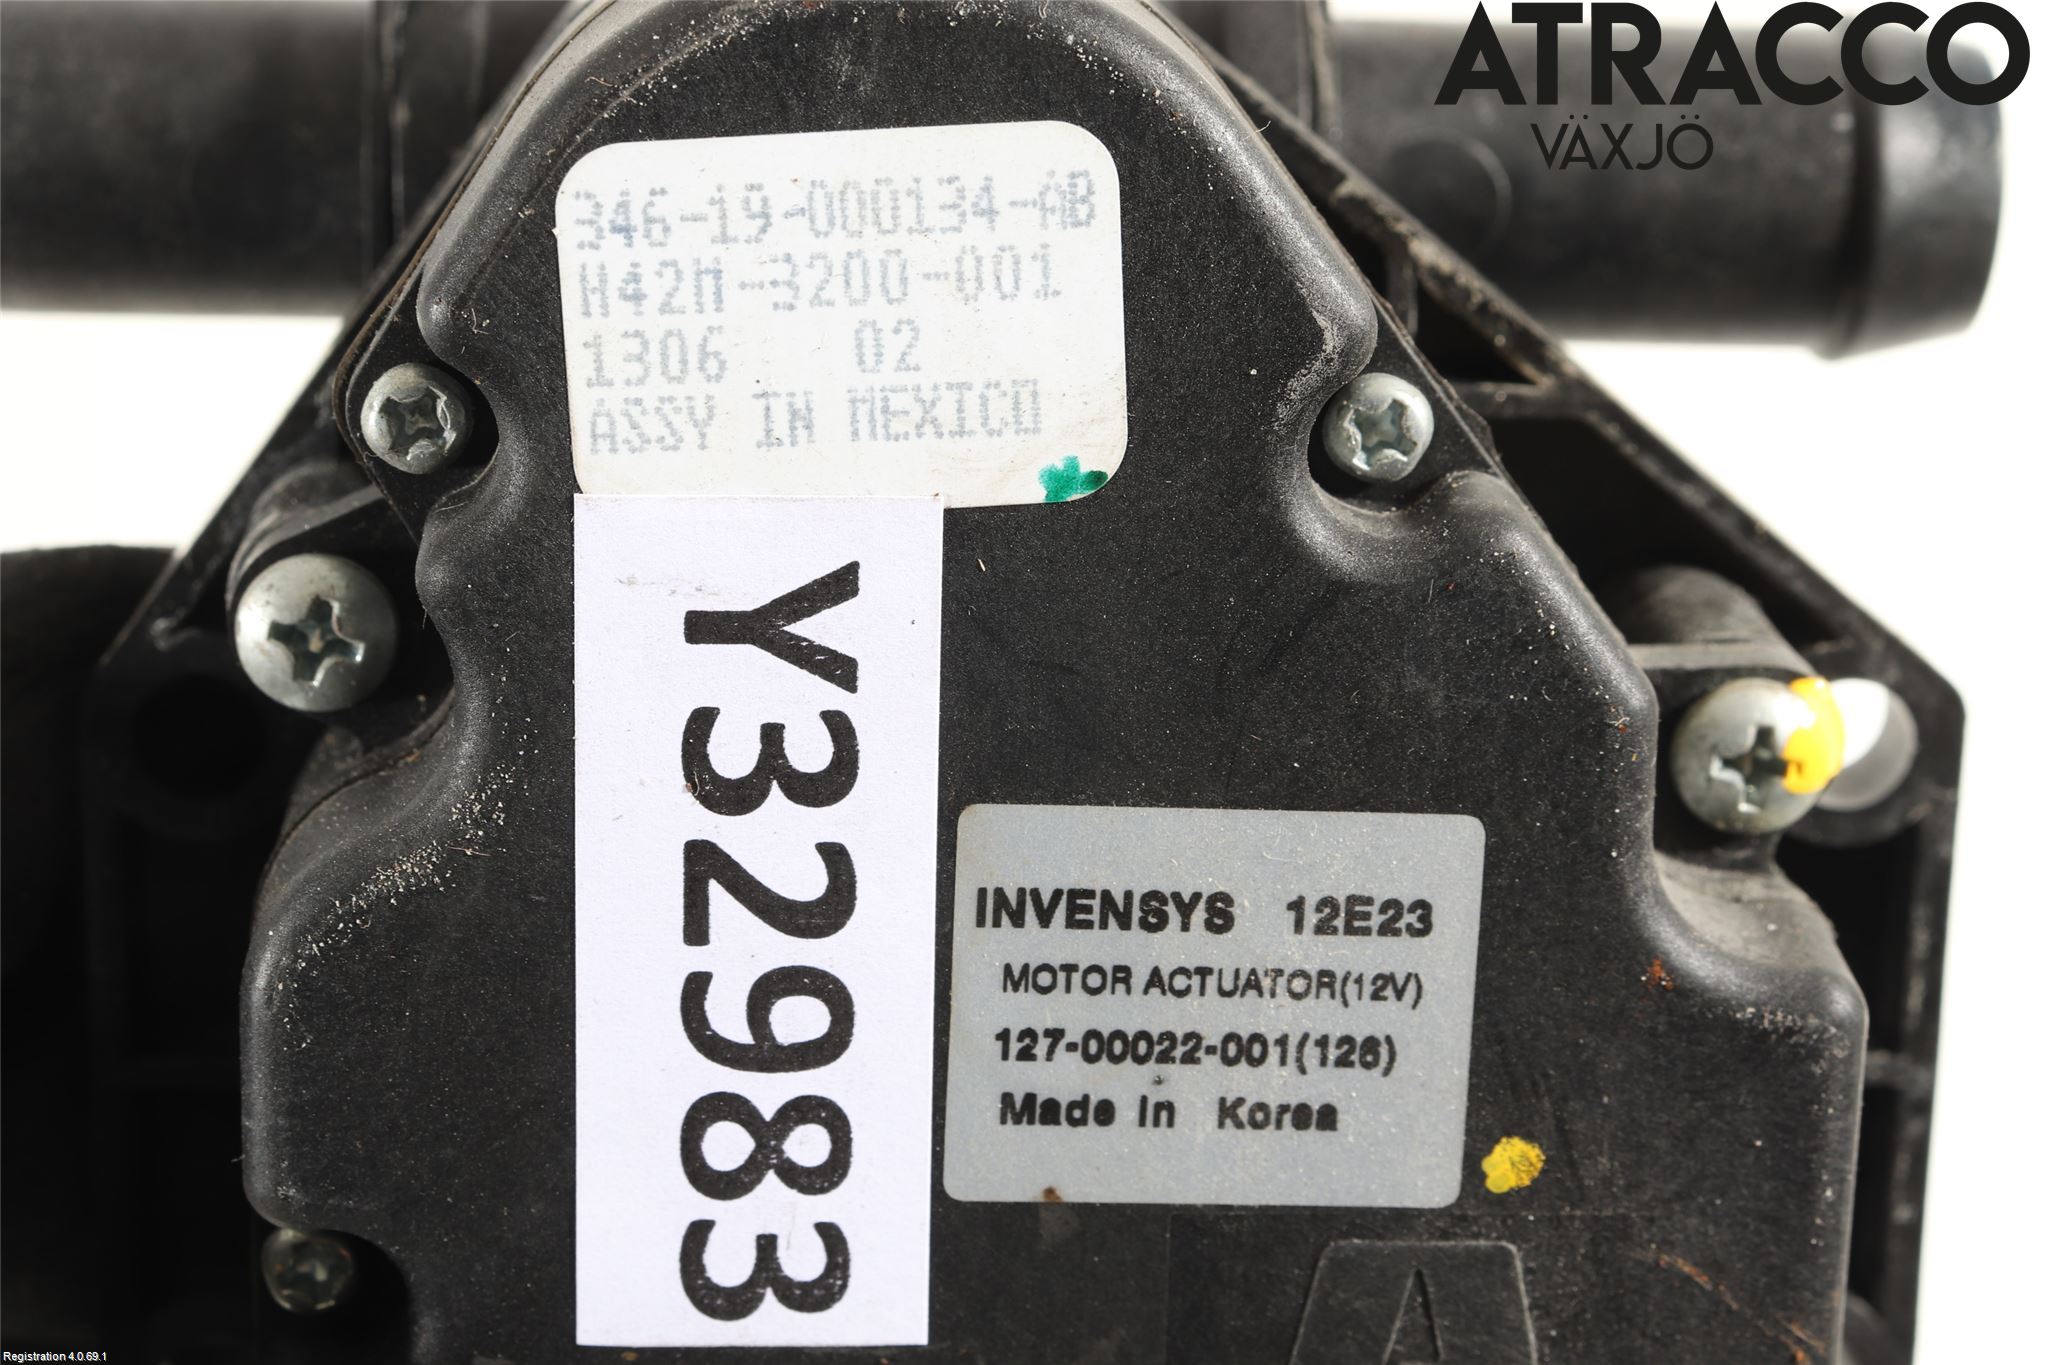 ATRACCO
VÄXJÖ
346-19-000134-AB
H42H-3200-001
1306 02
ASSY IN MEXICO
Y32983
INVENSYS 12E23
MOTOR ACTUATOR(12V)
127-00022-001(126)
Made In Korea
A
Registration 4.0.69.1